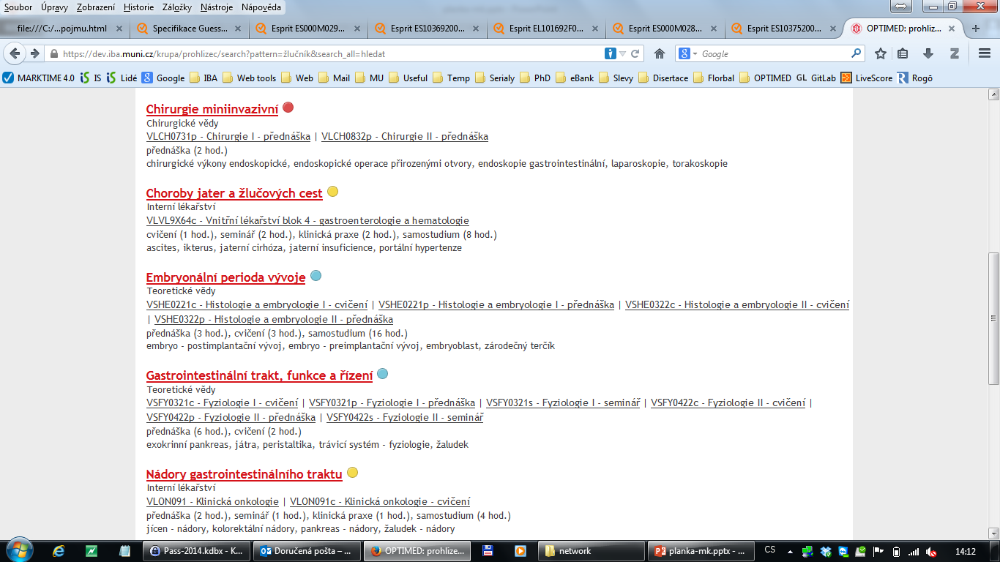 Soubor Úpravy Zobrazení Historie Záložky Nástroje Nápověda
file:///C:/...pojmu.html
Specifikace Guess...
Esprit ES000M029...
Esprit ES10369200...
Esprit EL101692F0...
Esprit ES000M028...
Esprit ES10375200...
OPTIMED: prohlíz...
https://dev.iba.muni.cz/krupa/prohlizec/search?pattern=žlučník&search_all=hledat
Google
MARKTIME 4.0 IS Lidé Google IBA Web tools Web Mail MU Useful Temp Serialy PhD eBank Slevy Disertace Florbal OPTIMED GL GitLab LiveScore Rogō
Chirurgie miniinvazivní
Chirurgické vědy
VLCH0731p - Chirurgie I - přednáška | VLCH0832p - Chirurgie II - přednáška
přednáška (2 hod.)
chirurgické výkony endoskopické, endoskopické operace přirozenými otvory, endoskopie gastrointestinální, laparoskopie, torakoskopie
Choroby jater a žlučových cest
Interní lékařství
VLVL9X64c - Vnitřní lékařství blok 4 - gastroenterologie a hematologie
cvičení (1 hod.), seminář (2 hod.), klinická praxe (2 hod.), samostudium (8 hod.)
ascites, ikterus, jaterní cirhóza, jaterní insuficience, portální hypertenze
Embryonální perioda vývoje
Teoretické vědy
VSHE0221c - Histologie a embryologie I - cvičení | VSHE0221p - Histologie a embryologie I - přednáška | VSHE0322c - Histologie a embryologie II - cvičení
| VSHE0322p - Histologie a embryologie II - přednáška
přednáška (3 hod.), cvičení (3 hod.), samostudium (16 hod.)
embryo - postimplantační vývoj, embryo - preimplantační vývoj, embryoblast, zárodečný terčík
Gastrointestinální trakt, funkce a řízení
Teoretické vědy
VSFY0321c - Fyziologie I - cvičení | VSFY0321p - Fyziologie I - přednáška | VSFY0321s - Fyziologie I - seminář | VSFY0422c - Fyziologie II - cvičení |
VSFY0422p - Fyziologie II - přednáška | VSFY0422s - Fyziologie II - seminář
přednáška (6 hod.), cvičení (2 hod.)
exokrinní pankreas, játra, peristaltika, trávicí systém - fyziologie, žaludek
Nádory gastrointestinálního traktu
Interní lékařství
VLON091 - Klinická onkologie | VLON091c - Klinická onkologie - cvičení
přednáška (2 hod.), seminář (1 hod.), klinická praxe (1 hod.), samostudium (4 hod.)
jícen - nádory, kolorektální nádory, pankreas - nádory, žaludek - nádory
Pass-2014.kdbx - K...
Doručená pošta – ...
OPTIMED: prohlíze...
network
planka-mk.pptx - ...
CS
14:12